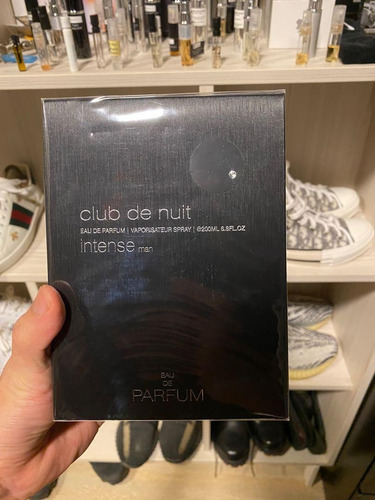 club de nuit
EAU DE PARFUM | VAPORISATEUR SPRAY | ℮200ML 6.8FL.OZ
intense man
EAU
DE
PARFUM